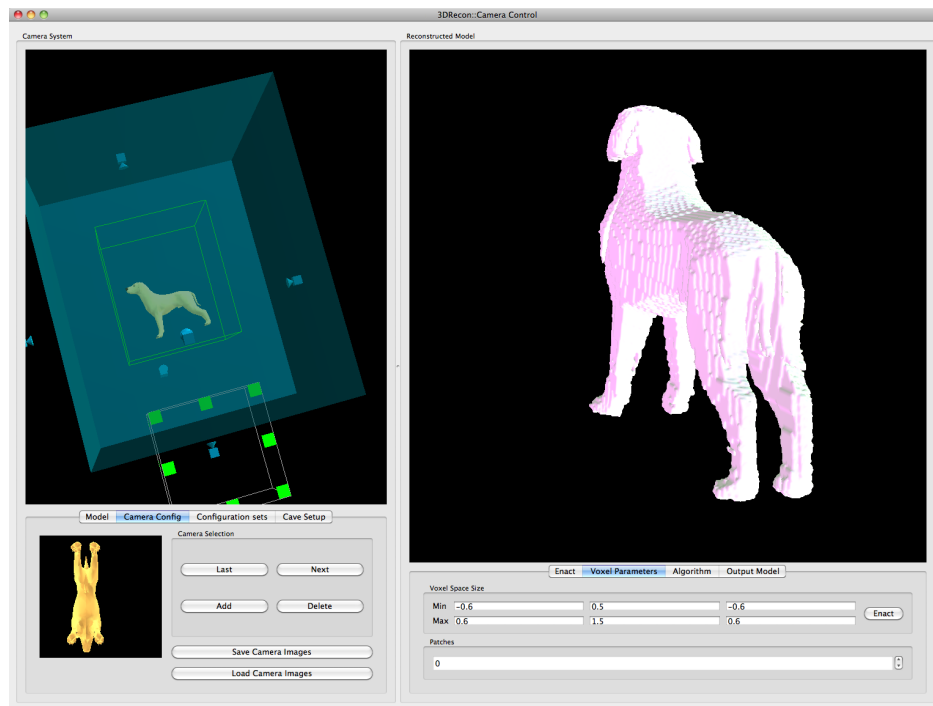 3DRecon::Camera Control
Camera System
Reconstructed Model
Model Camera Config Configuration sets Cave Setup
Camera Selection
Last Next
Add Delete
Save Camera Images
Load Camera Images
Enact Voxel Parameters Algorithm Output Model
Voxel Space Size
Min -0.6 0.5 -0.6
Max 0.6 1.5 0.6
Enact
Patches
0